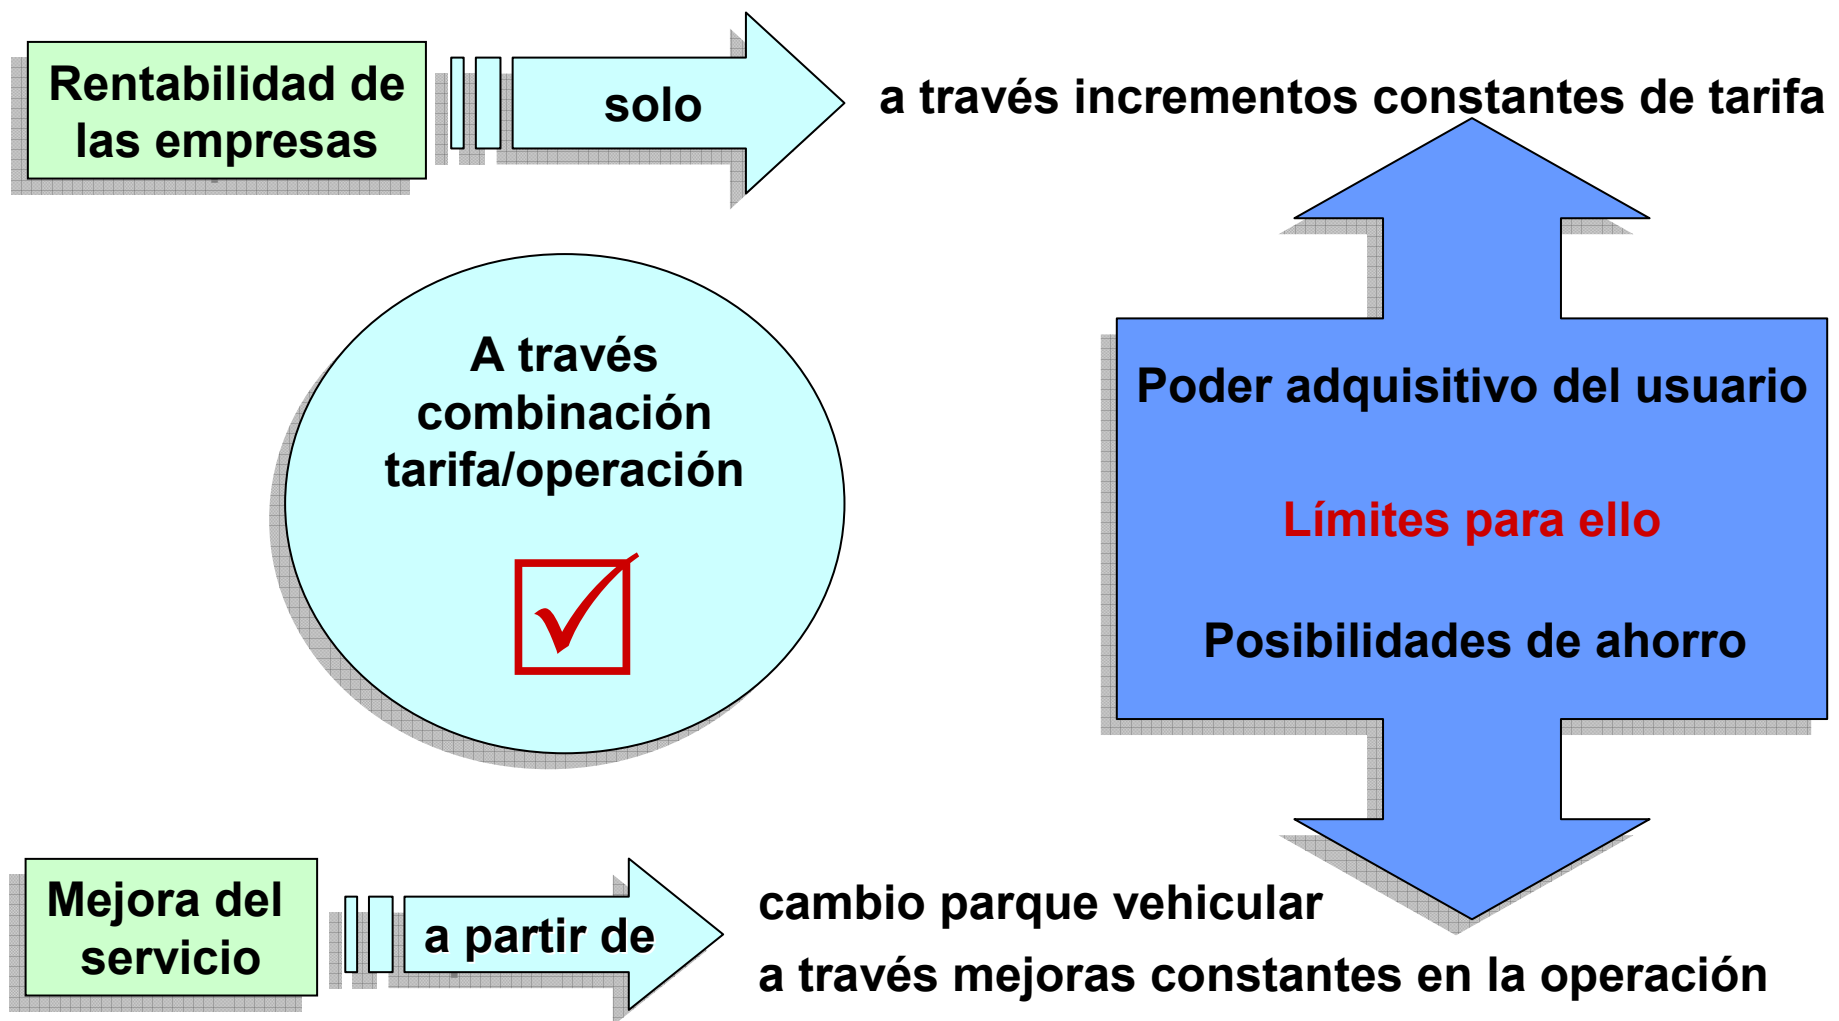 Rentabilidad de
las empresas
solo
a través incrementos constantes de tarifa
A través
combinación
tarifa/operación
Poder adquisitivo del usuario
Límites para ello
Posibilidades de ahorro
Mejora del
servicio
a partir de
cambio parque vehicular
a través mejoras constantes en la operación